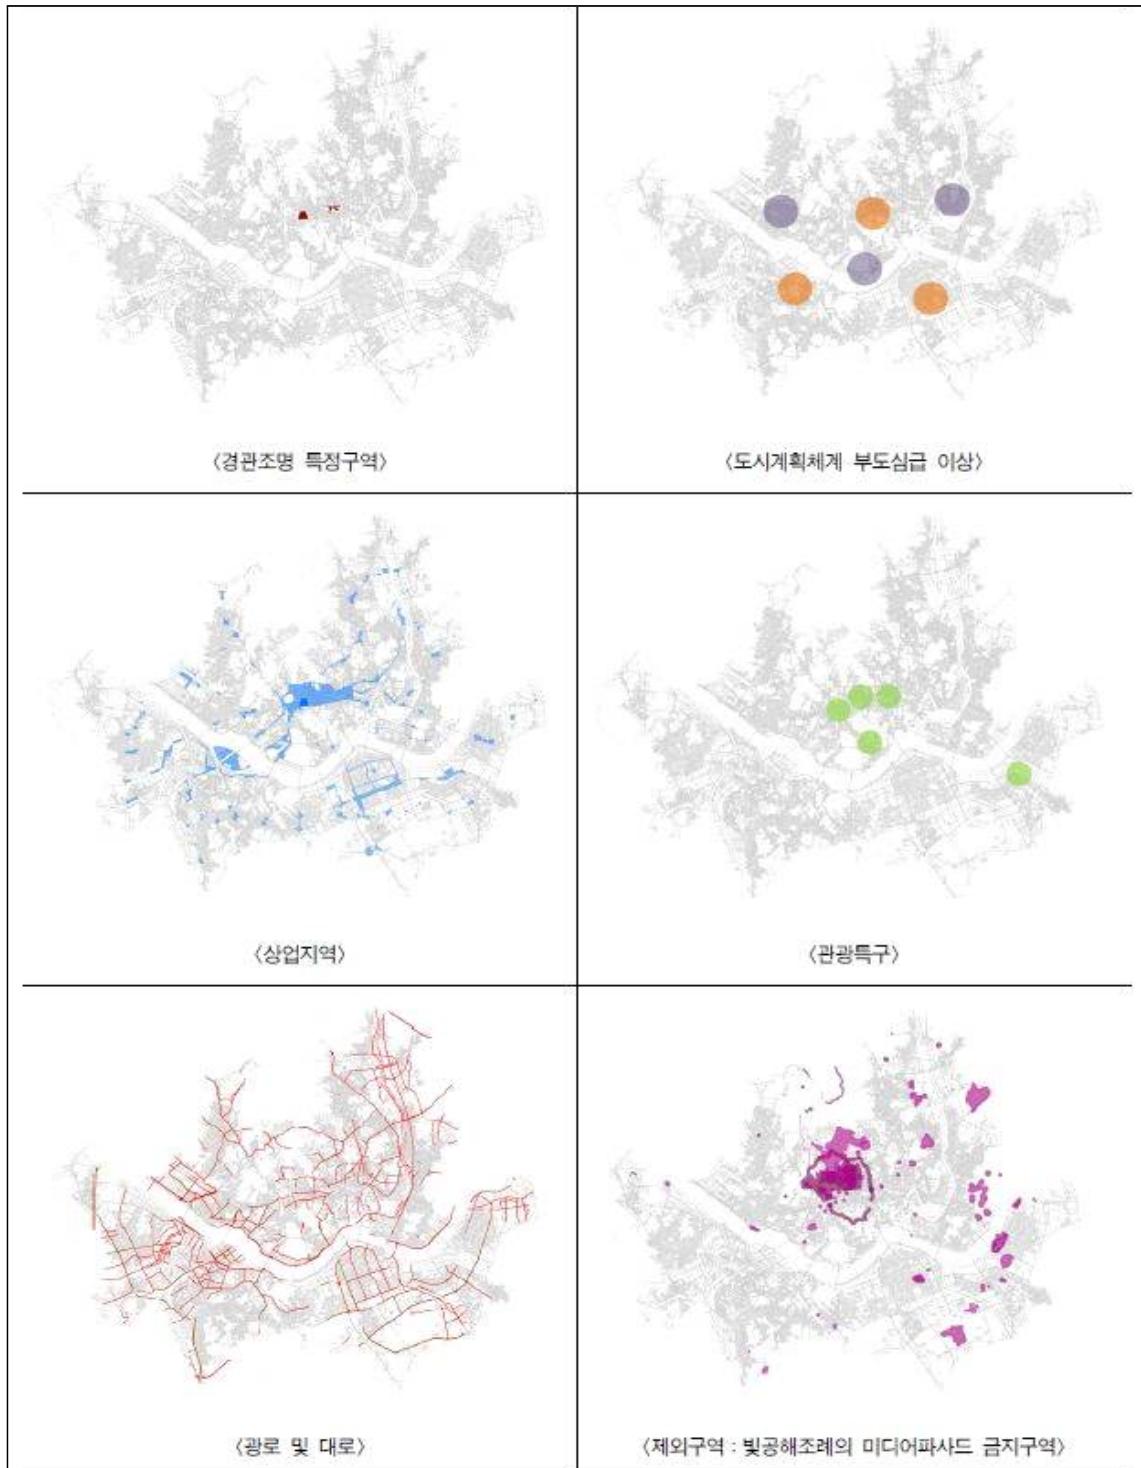 〈경관조명 특정구역〉
〈도시계획체계 부도심급 이상〉
〈상업지역〉
〈관광특구〉
〈광로 및 대로〉
〈제외구역 : 빛공해조례의 미디어파사드 금지구역〉